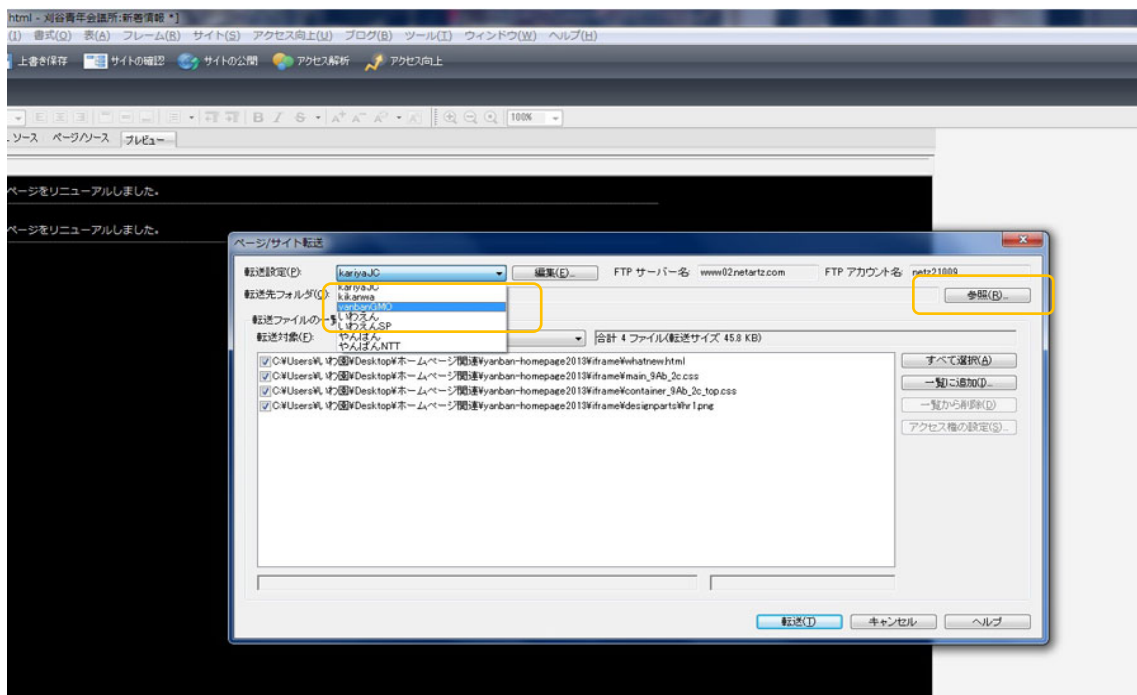 html - 刈谷青年会議所:新着情報 *]
(I) 書式(O) 表(A) フレーム(R) サイト(S) アクセス向上(U) ブログ(B) ツール(T) ウィンドウ(W) ヘルプ(H)
上書き保存 サイトの確認 サイトの公開 アクセス解析 アクセス向上
B I S A+ A- 100%
ソース ページ/ソース プレビュー
ページをリニューアルしました。
ページをリニューアルしました。
ページ/サイト転送
転送設定(P): kariyaJC 編集(E)... FTP サーバー名 www02.netartz.com FTP アカウント名 netz21009
転送先フォルダ(O): 参照(R)...
kariyaJC
kikanwa
yanbanGMO
いわえん
いわえんSP
やんばん
やんばんNTT
転送ファイルの一覧
転送対象(F): 合計 4 ファイル(転送サイズ 45.8 KB)
C:¥Users¥いわ園¥Desktop¥ホームページ関連¥yanban-homepage2013¥iframe¥whatnew.html
C:¥Users¥いわ園¥Desktop¥ホームページ関連¥yanban-homepage2013¥iframe¥main_9Ab_2c.css
C:¥Users¥いわ園¥Desktop¥ホームページ関連¥yanban-homepage2013¥iframe¥container_9Ab_2c_top.css
C:¥Users¥いわ園¥Desktop¥ホームページ関連¥yanban-homepage2013¥iframe¥designparts¥hr1.png
すべて選択(A)
一覧に追加(I)...
一覧から削除(D)
アクセス権の設定(S)...
転送(T) キャンセル ヘルプ